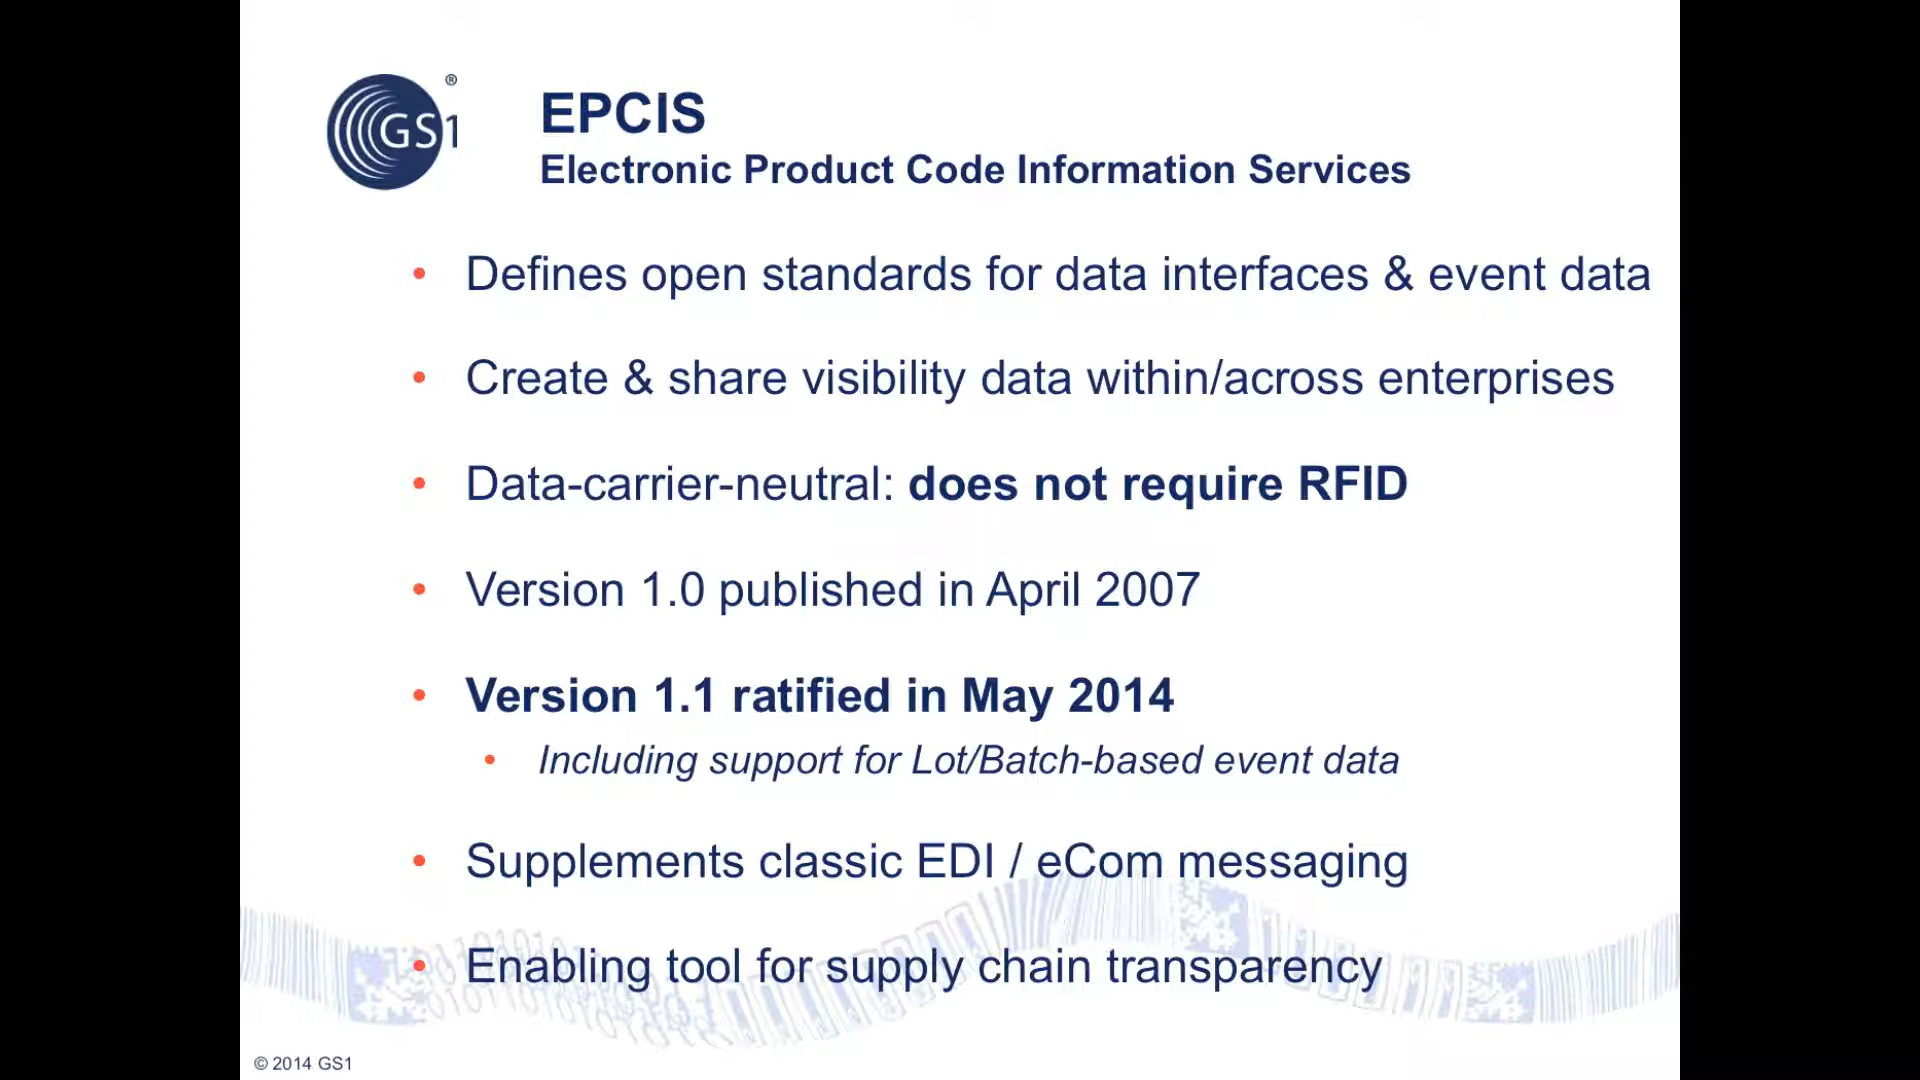 GS1 ®
EPCIS
Electronic Product Code Information Services
• Defines open standards for data interfaces & event data
• Create & share visibility data within/across enterprises
• Data-carrier-neutral: does not require RFID
• Version 1.0 published in April 2007
• Version 1.1 ratified in May 2014
• Including support for Lot/Batch-based event data
• Supplements classic EDI / eCom messaging
• Enabling tool for supply chain transparency
© 2014 GS1